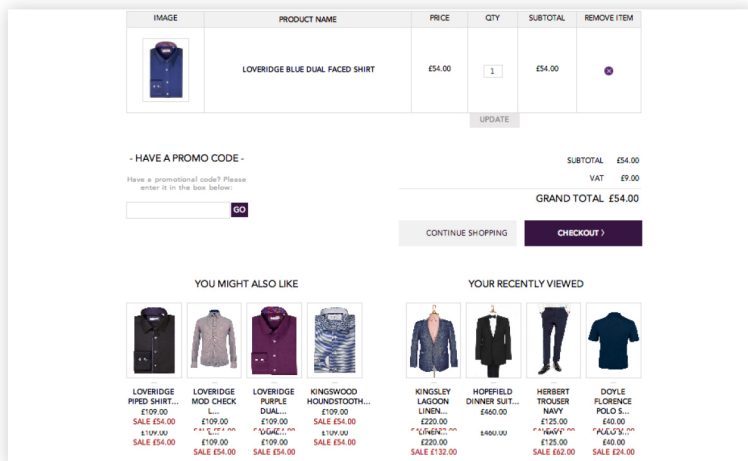 IMAGE PRODUCT NAME PRICE QTY SUBTOTAL REMOVE ITEM
LOVERIDGE BLUE DUAL FACED SHIRT £54.00 1 £54.00
UPDATE
- HAVE A PROMO CODE -
Have a promotional code? Please
enter it in the box below:
GO
SUBTOTAL £54.00
VAT £9.00
GRAND TOTAL £54.00
CONTINUE SHOPPING
CHECKOUT >
YOU MIGHT ALSO LIKE
LOVERIDGE PIPED SHIRT...
£109.00
SALE £54.00
£109.00
SALE £54.00
LOVERIDGE
MOD CHECK
L...
£109.00
£109.00
SALE £54.00
LOVERIDGE
PURPLE
DUAL...
£109.00
£109.00
SALE £54.00
KINGSWOOD
HOUNDSTOOTH...
£109.00
SALE £54.00
£109.00
SALE £54.00
YOUR RECENTLY VIEWED
KINGSLEY
LAGOON
LINEN...
£220.00
£220.00
SALE £132.00
HOPEFIELD
DINNER SUIT...
£460.00
£460.00
HERBERT
TROUSER
NAVY
£125.00
£125.00
SALE £62.00
DOYLE
FLORENCE
POLO S...
£40.00
£40.00
SALE £24.00